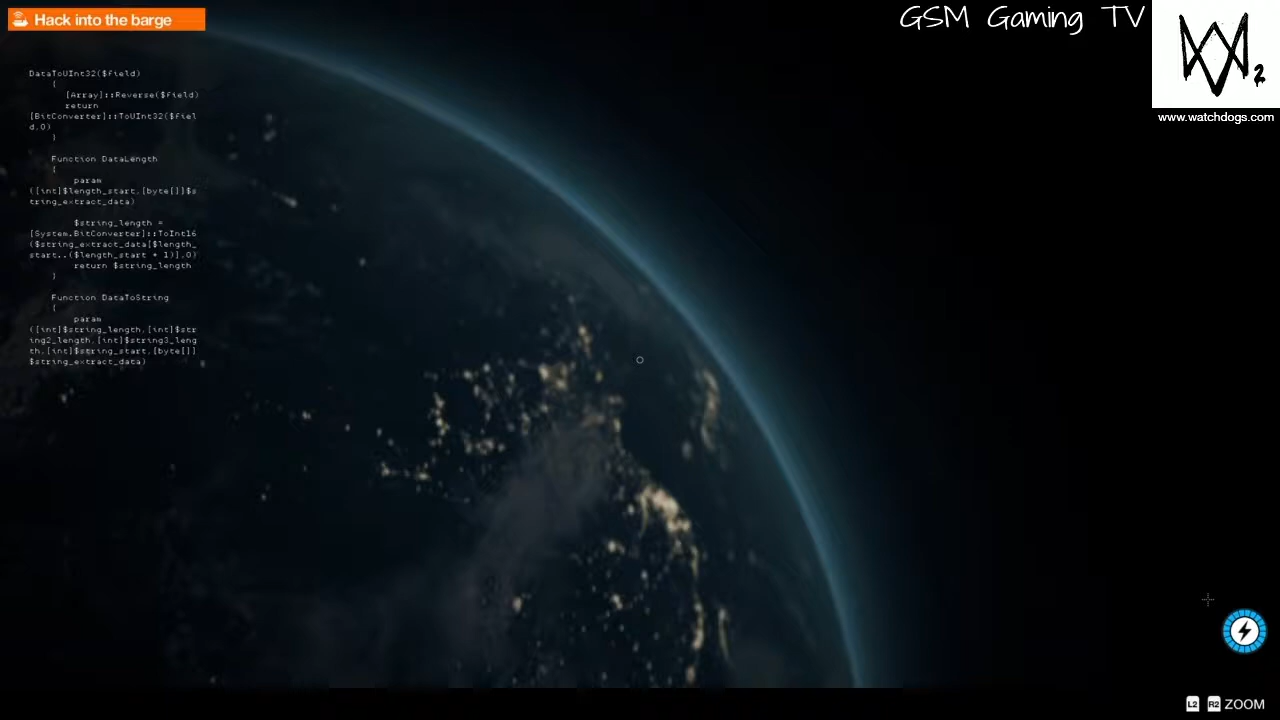 Hack into the barge
GSM Gaming TV
2
www.watchdogs.com
DataToUInt32($field)
{
[Array]::Reverse($field)
return
[BitConverter]::ToUInt32($fiel
d,0)
}
Function DataLength
{
param
([int]$length_start,[byte[]]$s
tring_extract_data)
$string_length =
[System.BitConverter]::ToInt16
($string_extract_data[$length_
start..($length_start + 1)],0)
return $string_length
}
Function DataToString
{
param
([int]$string_length,[int]$str
ing2_length,[int]$string3_leng
th,[int]$string_start,[byte[]]
$string_extract_data)
L2 R2 ZOOM